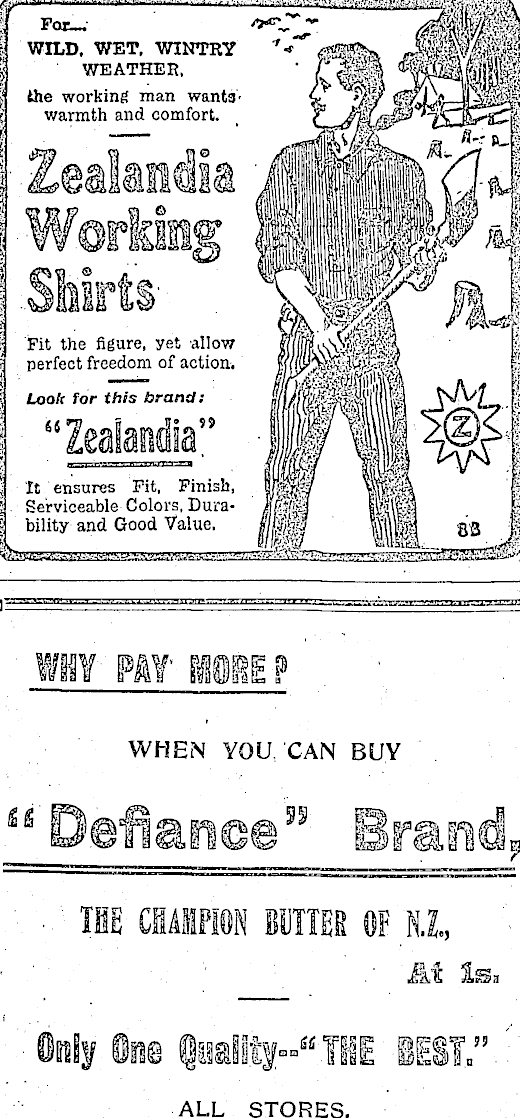 For—
WILD, WET, WINTRY
WEATHER,
the working man wants
warmth and comfort.
Zealandia
Working
Shirts
Fit the figure, yet allow
perfect freedom of action.
Look for this brand:
"Zealandia"
It ensures Fit, Finish,
Serviceable Colors, Dura-
bility and Good Value.
Z
83
WHY PAY MORE?
WHEN YOU CAN BUY
"Defiance" Brand,
THE CHAMPION BUTTER OF N.Z.,
At 1s.
Only One Quality--"THE BEST."
ALL STORES.